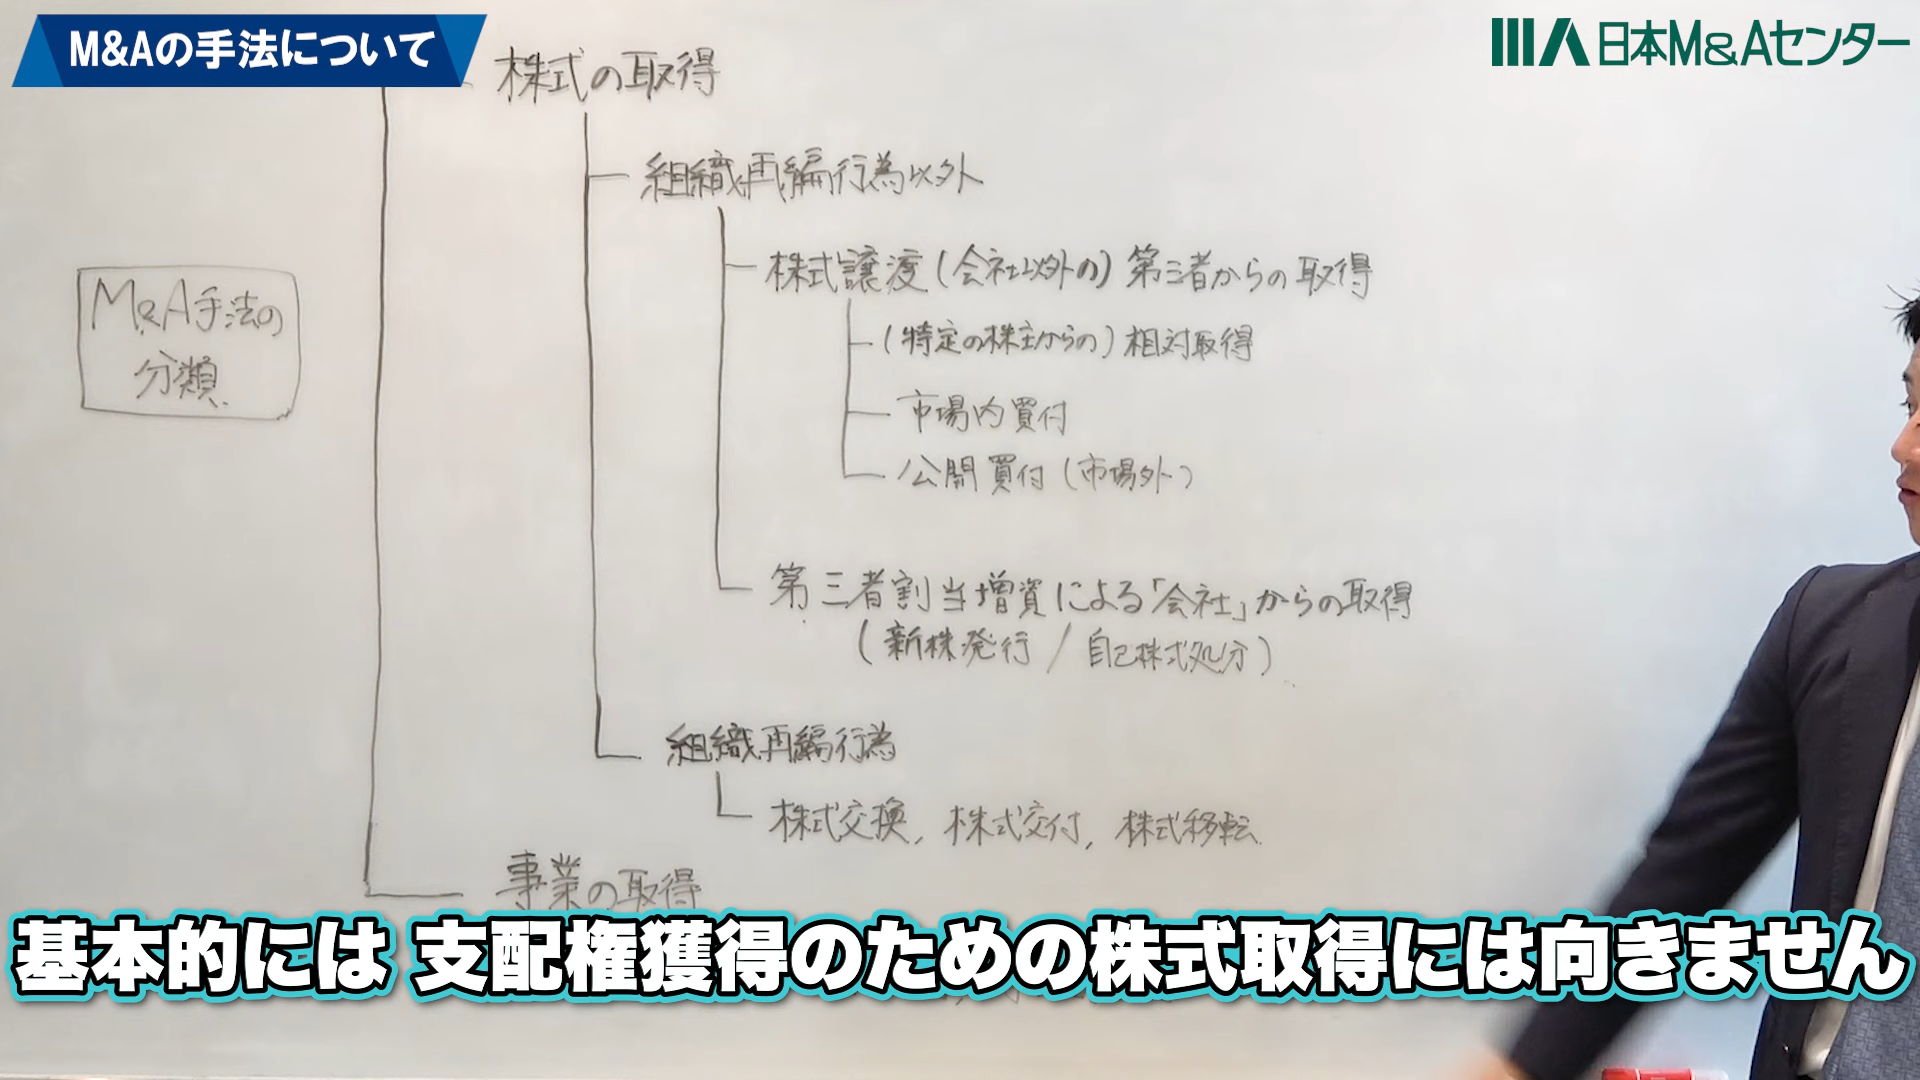 M&Aの手法について
日本M&Aセンター
株式の取得
組織再編行為以外
株式譲渡(会社以外の)第三者からの取得
(特定の株主からの)相対取得
市場内買付
公開買付(市場外)
M&A手法の
分類
第三者割当増資による「会社」からの取得
(新株発行/自己株式処分)
組織再編行為
株式交換,株式交付,株式移転
事業の取得
基本的には 支配権獲得のための株式取得には向きません